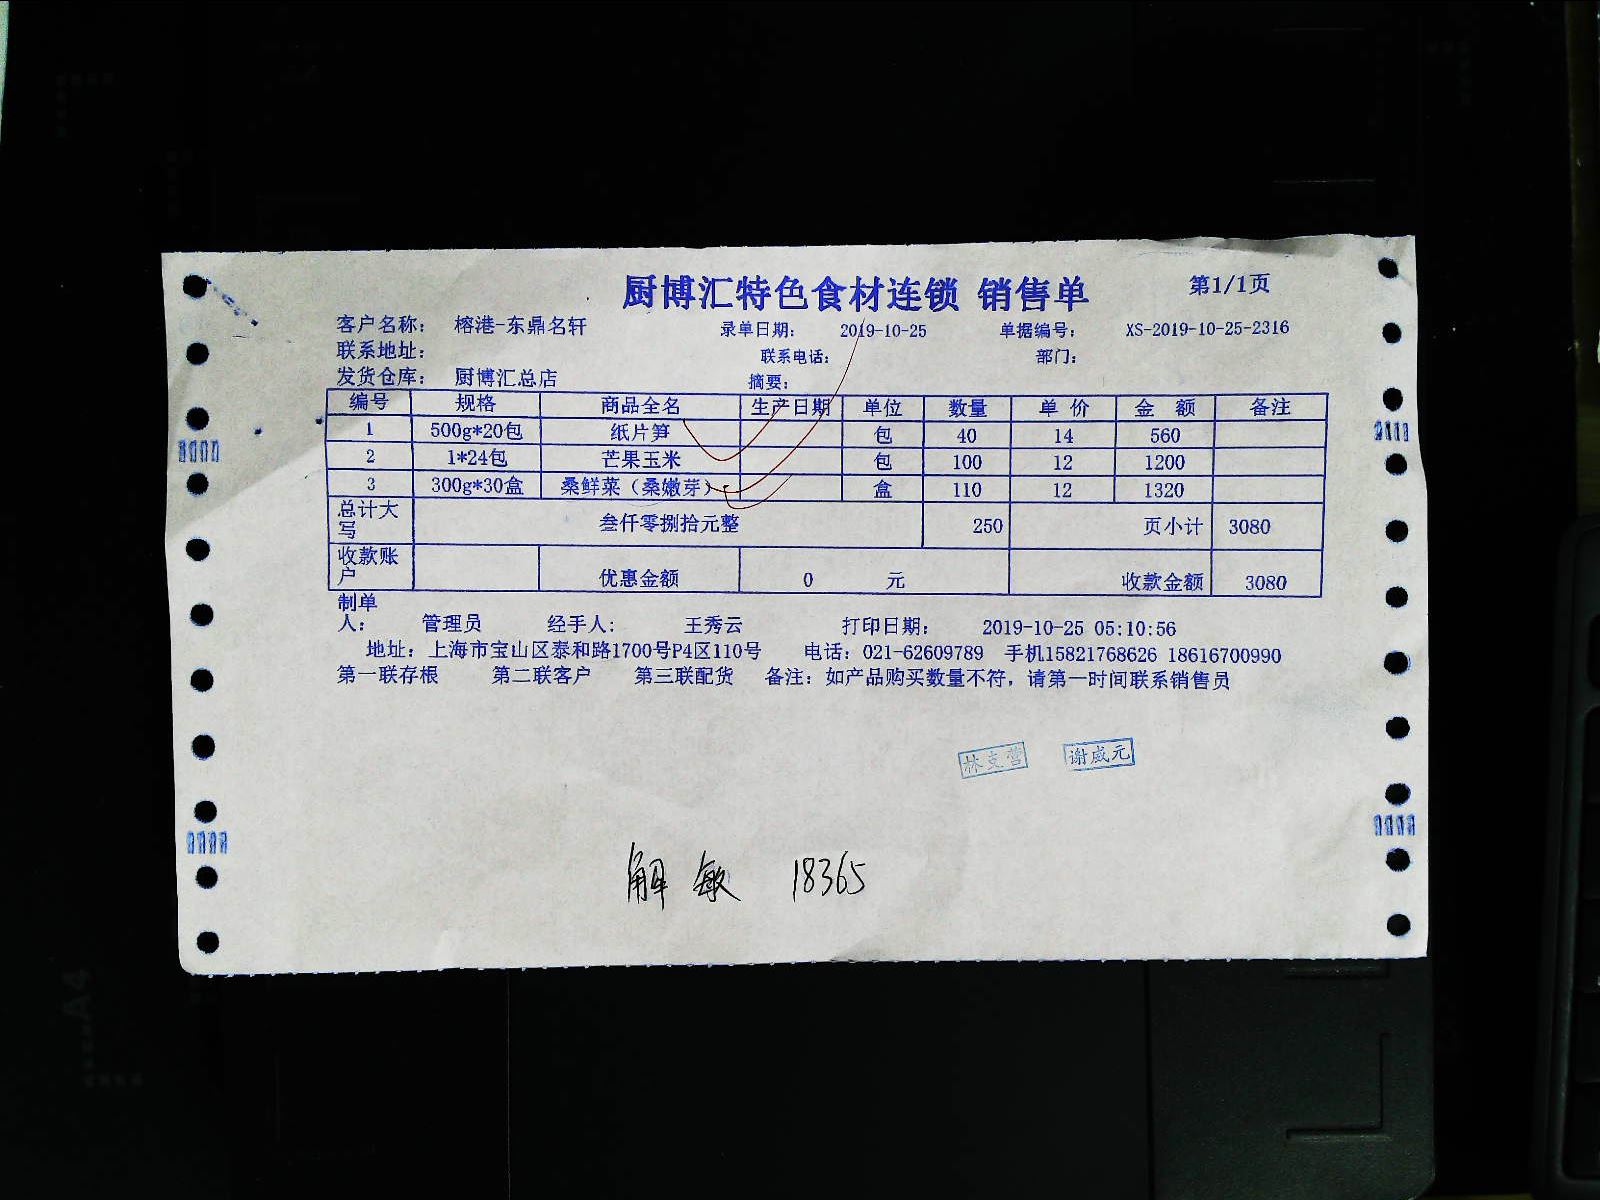 厨博汇特色食材连锁 销售单 第1/1页
客户名称： 榕港-东鼎名轩 录单日期： 2019-10-25 单据编号： XS-2019-10-25-2316
联系地址： 联系电话： 部门：
发货仓库： 厨博汇总店 摘要：
编号 规格 商品全名 生产日期 单位 数量 单 价 金 额 备注
1 500g*20包 纸片笋 包 40 14 560
2 1*24包 芒果玉米 包 100 12 1200
3 300g*30盒 桑鲜菜（桑嫩芽） 盒 110 12 1320
总计大写 叁仟零捌拾元整 250 页小计 3080
收款账户 优惠金额 0 元 收款金额 3080
制单人： 管理员 经手人： 王秀云 打印日期： 2019-10-25 05:10:56
地址：上海市宝山区泰和路1700号P4区110号 电话：021-62609789 手机15821768626 18616700990
第一联存根 第二联客户 第三联配货 备注：如产品购买数量不符，请第一时间联系销售员
林支营 谢威元
解敏 18365
A4